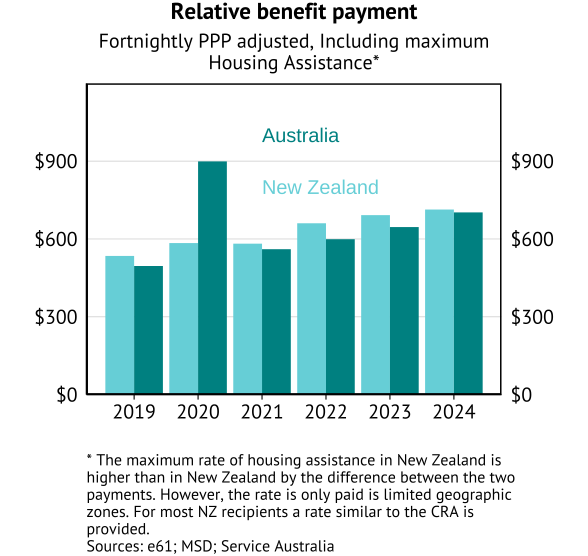 Relative benefit payment
Fortnightly PPP adjusted, Including maximum
Housing Assistance*
Australia
$900 $900
New Zealand
$600 $600
$300 $300
$0 $0
2019 2020 2021 2022 2023 2024
* The maximum rate of housing assistance in New Zealand is
higher than in New Zealand by the difference between the two
payments. However, the rate is only paid is limited geographic
zones. For most NZ recipients a rate similar to the CRA is
provided.
Sources: e61; MSD; Service Australia